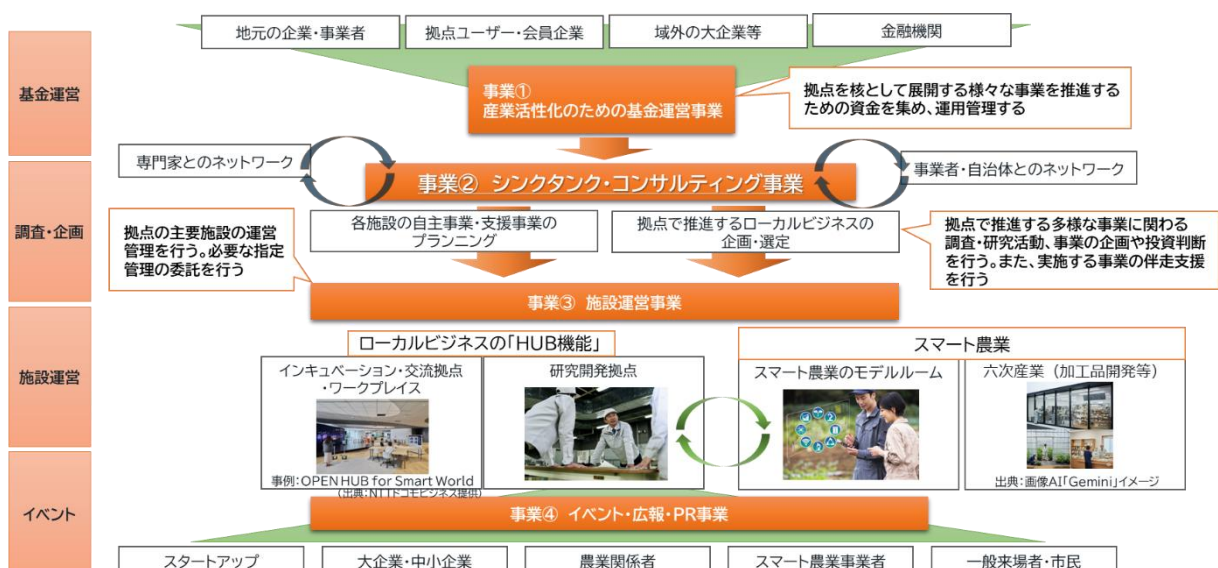 地元の企業・事業者
拠点ユーザー・会員企業
域外の大企業等
金融機関
基金運営
事業①
産業活性化のための基金運営事業
拠点を核として展開する様々な事業を推進する
ための資金を集め、運用管理する
専門家とのネットワーク
事業② シンクタンク・コンサルティング事業
事業者・自治体とのネットワーク
調査・企画
各施設の自主事業・支援事業の
プランニング
拠点で推進するローカルビジネスの
企画・選定
拠点の主要施設の運営
管理を行う。必要な指定
管理の委託を行う
拠点で推進する多様な事業に関わる
調査・研究活動、事業の企画や投資判断
を行う。また、実施する事業の伴走支援
を行う
事業③ 施設運営事業
施設運営
ローカルビジネスの「HUB機能」
インキュベーション・交流拠点
・ワークプレイス
事例:OPEN HUB for Smart World
(出典:NTTドコモビジネス提供)
研究開発拠点
スマート農業
スマート農業のモデルルーム
六次産業（加工品開発等）
出典:画像AI「Gemini」イメージ
イベント
事業④ イベント・広報・PR事業
スタートアップ
大企業・中小企業
農業関係者
スマート農業事業者
一般来場者・市民